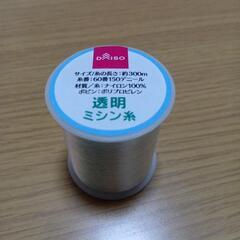 DAISO
サイズ/糸の長さ:約300m
糸番:60番150デニール
材質/糸:ナイロン100%
ボビン:ポリプロピレン
透明
ミシン糸